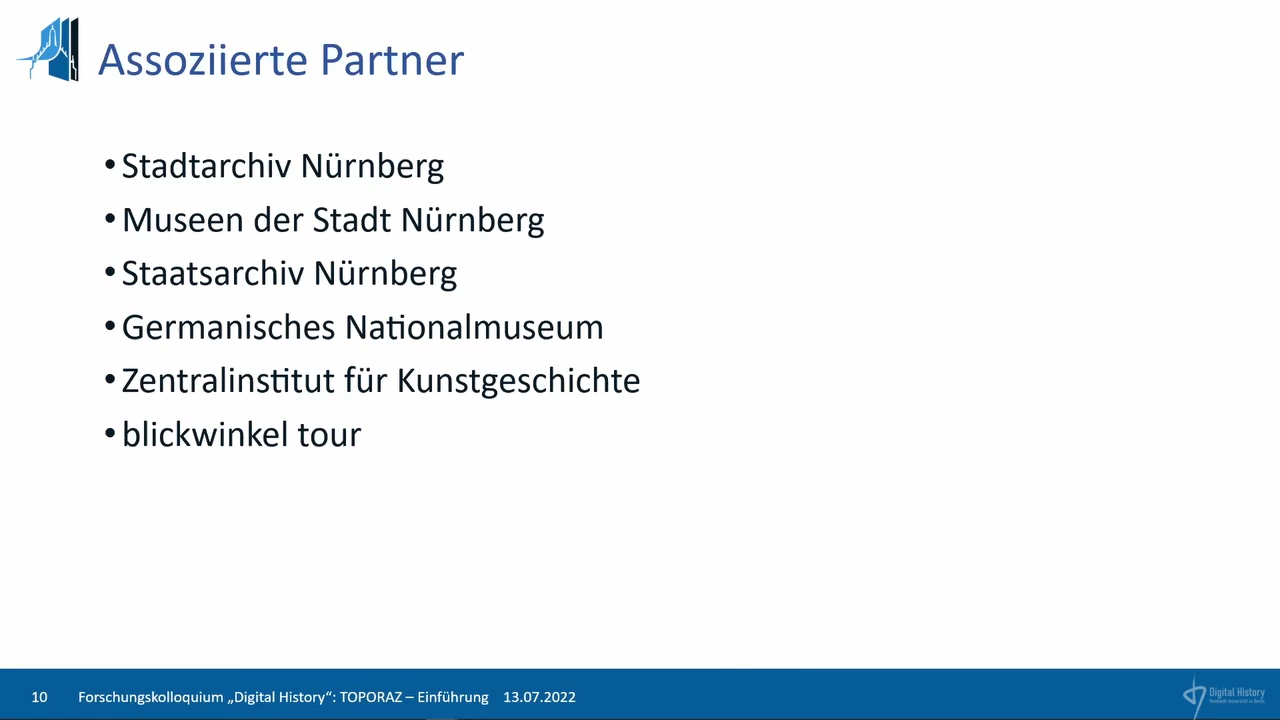 Assoziierte Partner
• Stadtarchiv Nürnberg
• Museen der Stadt Nürnberg
• Staatsarchiv Nürnberg
• Germanisches Nationalmuseum
• Zentralinstitut für Kunstgeschichte
• blickwinkel tour
10 Forschungskolloquium „Digital History“: TOPORAZ – Einführung 13.07.2022
Digital History
Humboldt-Universität zu Berlin